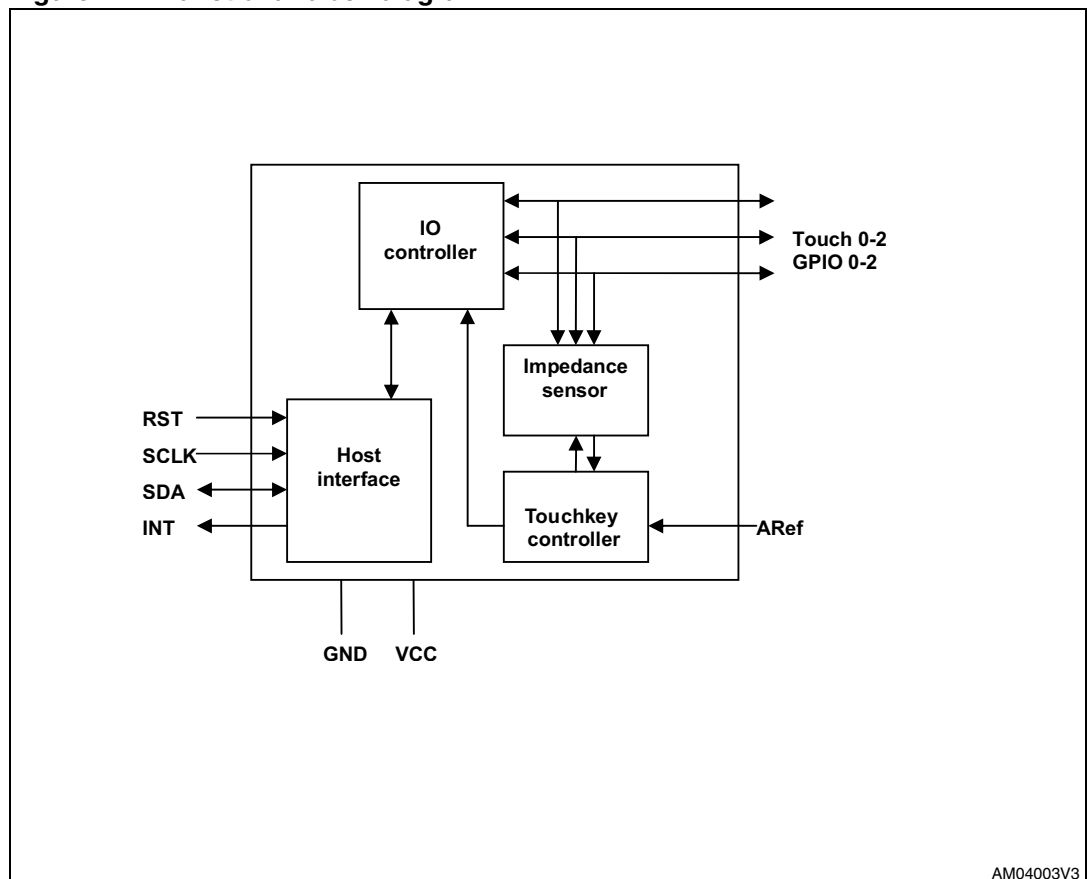 IO
controller
Touch 0-2
GPIO 0-2
Impedance
sensor
RST
SCLK
SDA
INT
Host
interface
Touchkey
controller
ARef
GND VCC
AM04003V3